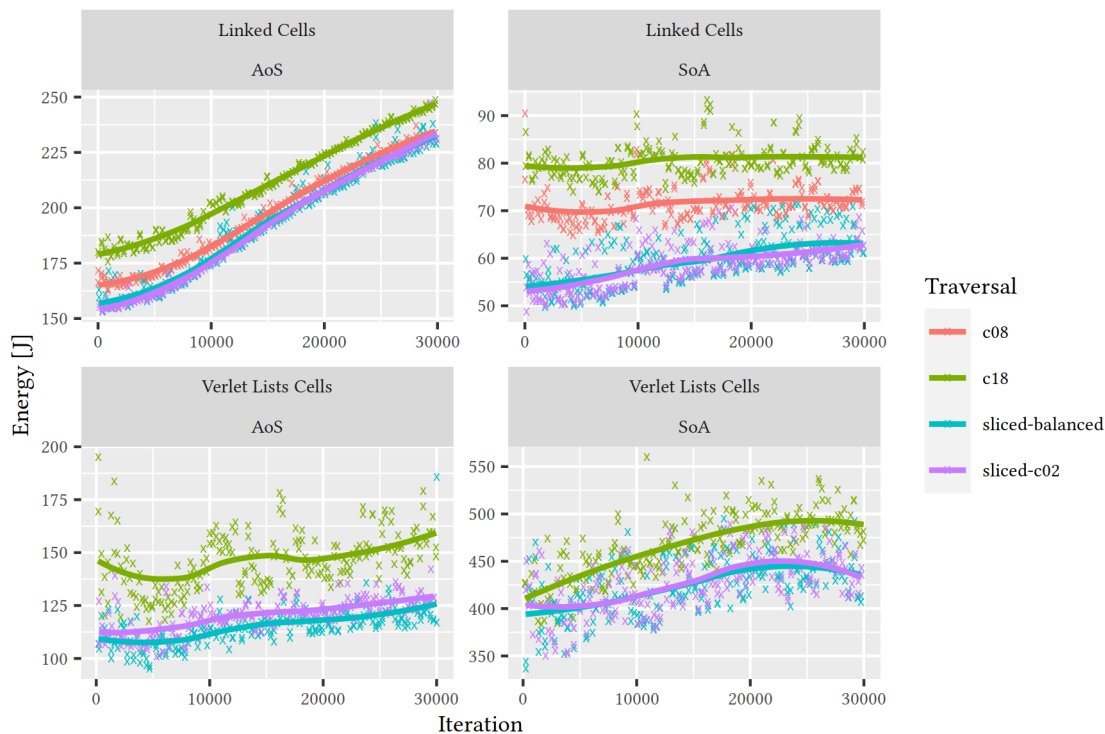 Linked Cells
AoS
Linked Cells
SoA
250
225
200
175
150
0
10000
20000
30000
90
80
70
60
50
0
10000
20000
30000
Energy [J]
Verlet Lists Cells
AoS
Verlet Lists Cells
SoA
200
175
150
125
100
0
10000
20000
30000
550
500
450
400
350
0
10000
20000
30000
Iteration
Traversal
c08
c18
sliced-balanced
sliced-c02